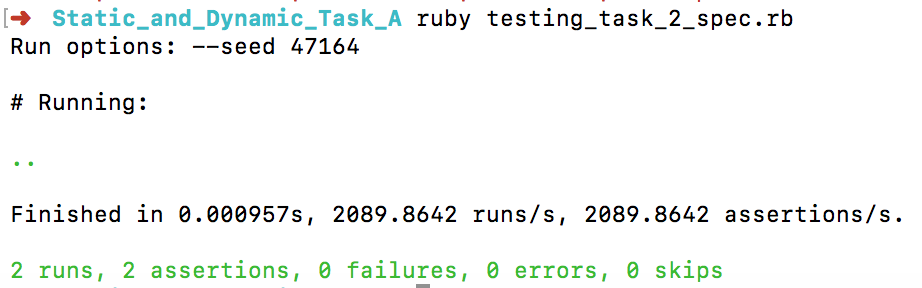 [➜ Static_and_Dynamic_Task_A ruby testing_task_2_spec.rb
Run options: --seed 47164
# Running:
..
Finished in 0.000957s, 2089.8642 runs/s, 2089.8642 assertions/s.
2 runs, 2 assertions, 0 failures, 0 errors, 0 skips